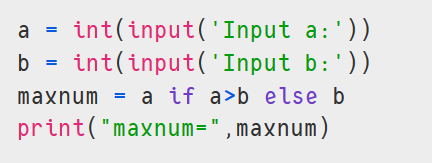 a = int(input('Input a:'))
b = int(input('Input b:'))
maxnum = a if a>b else b
print("maxnum=",maxnum)